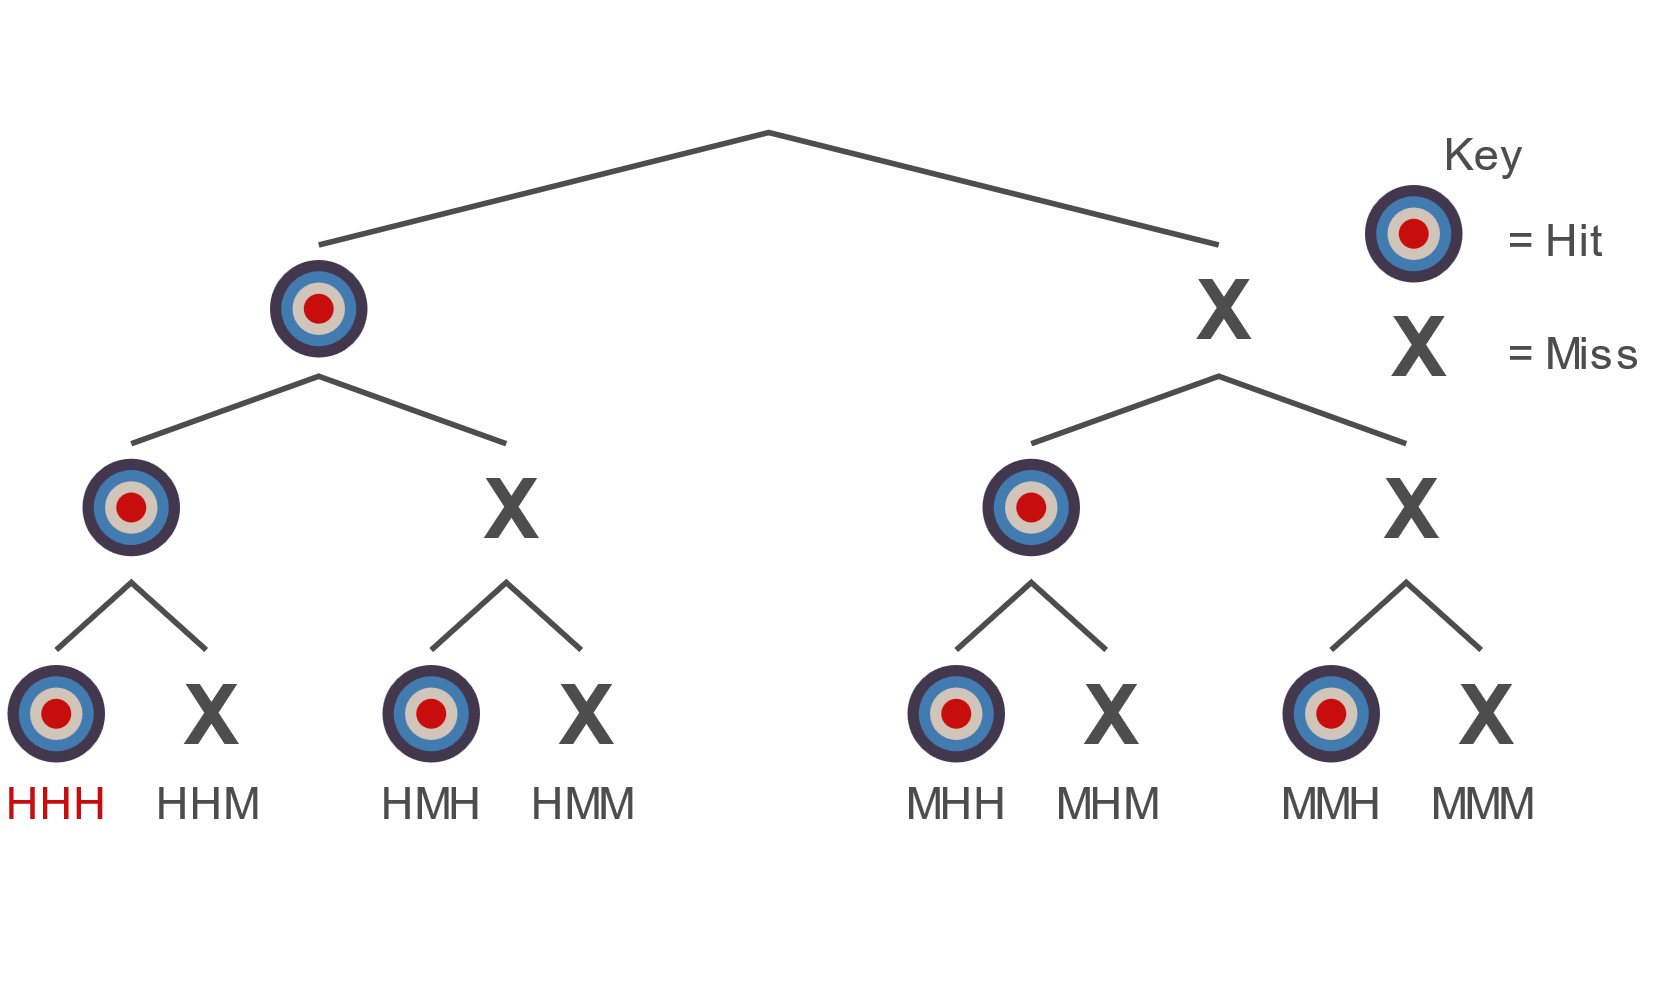 Key
= Hit
X = Miss
X
X X
X X X X
HHH HHM HMH HMM MHH MHM MMH MMM